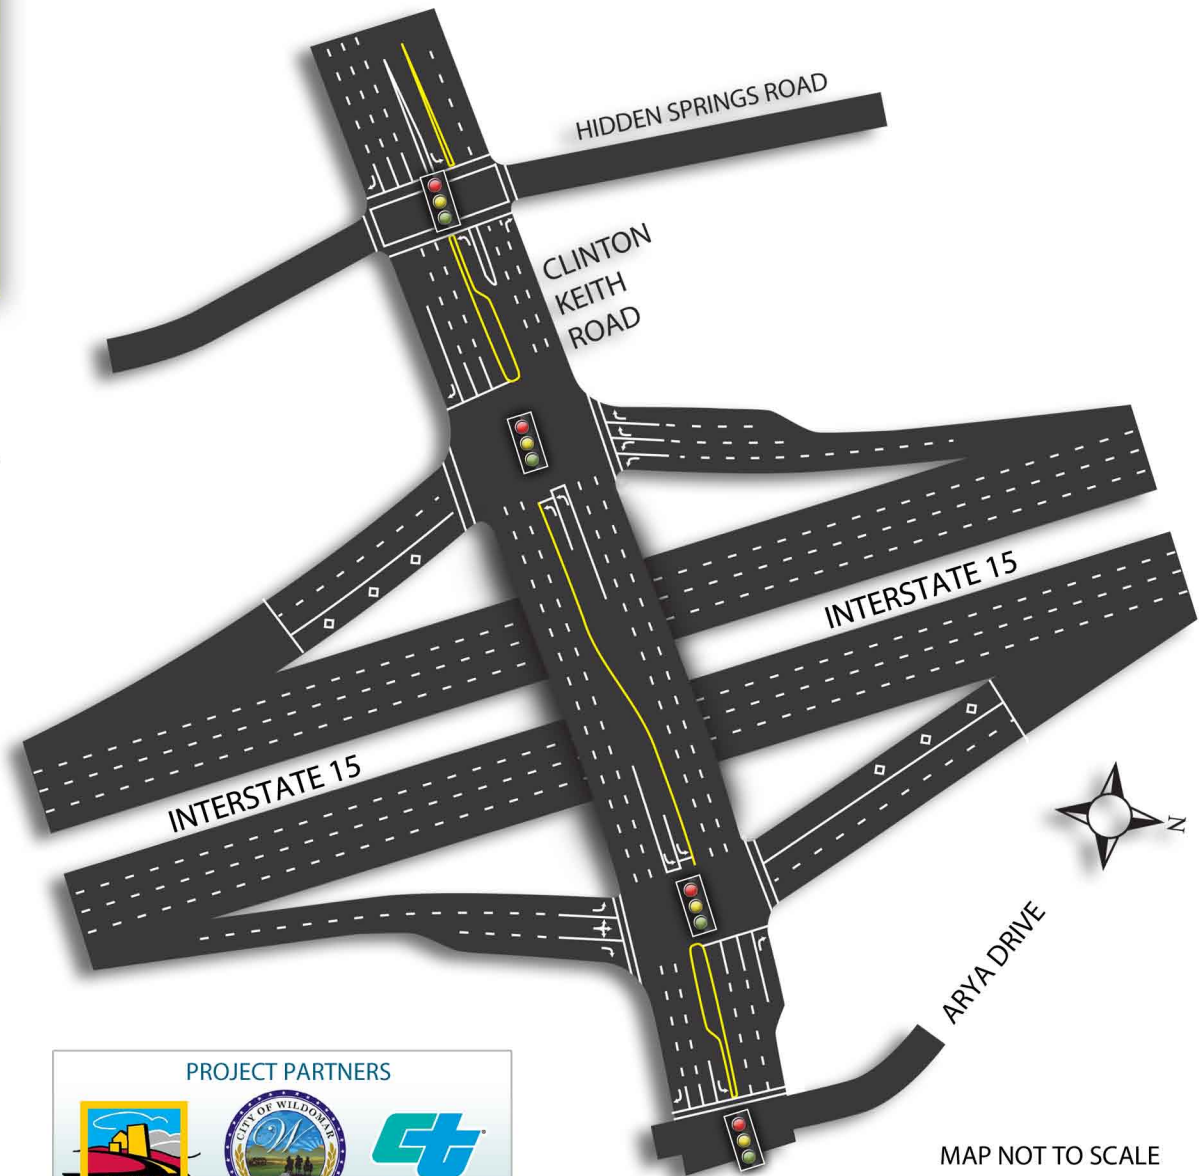 HIDDEN SPRINGS ROAD
CLINTON
KEITH
ROAD
INTERSTATE 15
INTERSTATE 15
N
ARYA DRIVE
PROJECT PARTNERS
CITY OF WILDOMAR
W
ct
MAP NOT TO SCALE